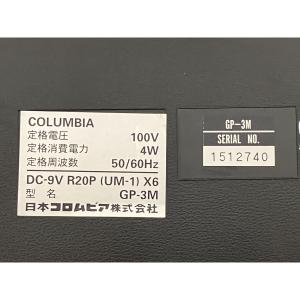 COLUMBIA
定格電圧 100V
定格消費電力 4W
定格周波数 50/60Hz
DC-9V R20P (UM-1) X6
型 名 GP-3M
日本コロムビア株式会社
GP-3M
SERIAL NO.
1512740